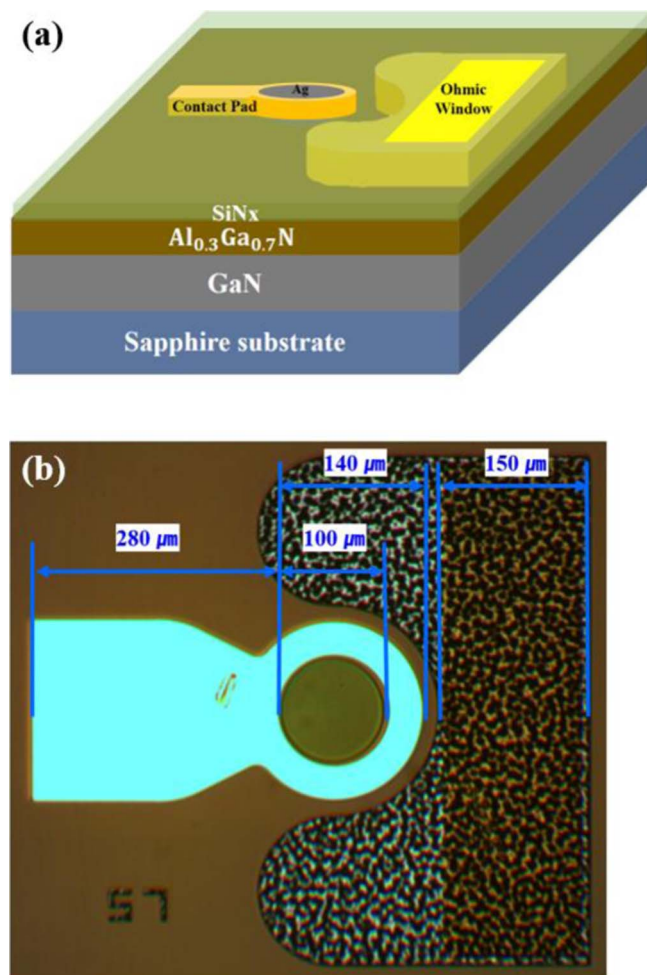 (a)
Ag
Contact Pad
Ohmic
Window
SiNx
Al₀.₃Ga₀.₇N
GaN
Sapphire substrate
(b)
140 μm
150 μm
280 μm
100 μm
57